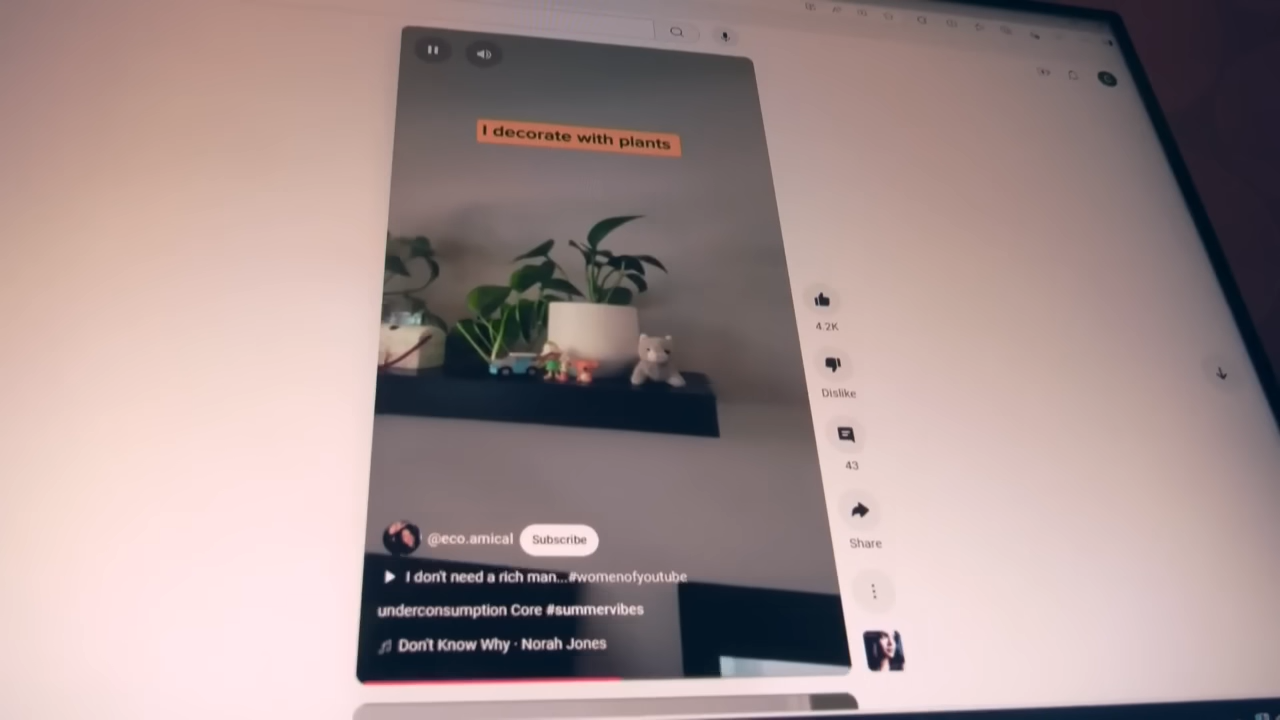 I decorate with plants
4.2K
Dislike
43
Share
@eco.amical Subscribe
I don't need a rich man...#womenofyoutube
underconsumption Core #summervibes
Don't Know Why · Norah Jones